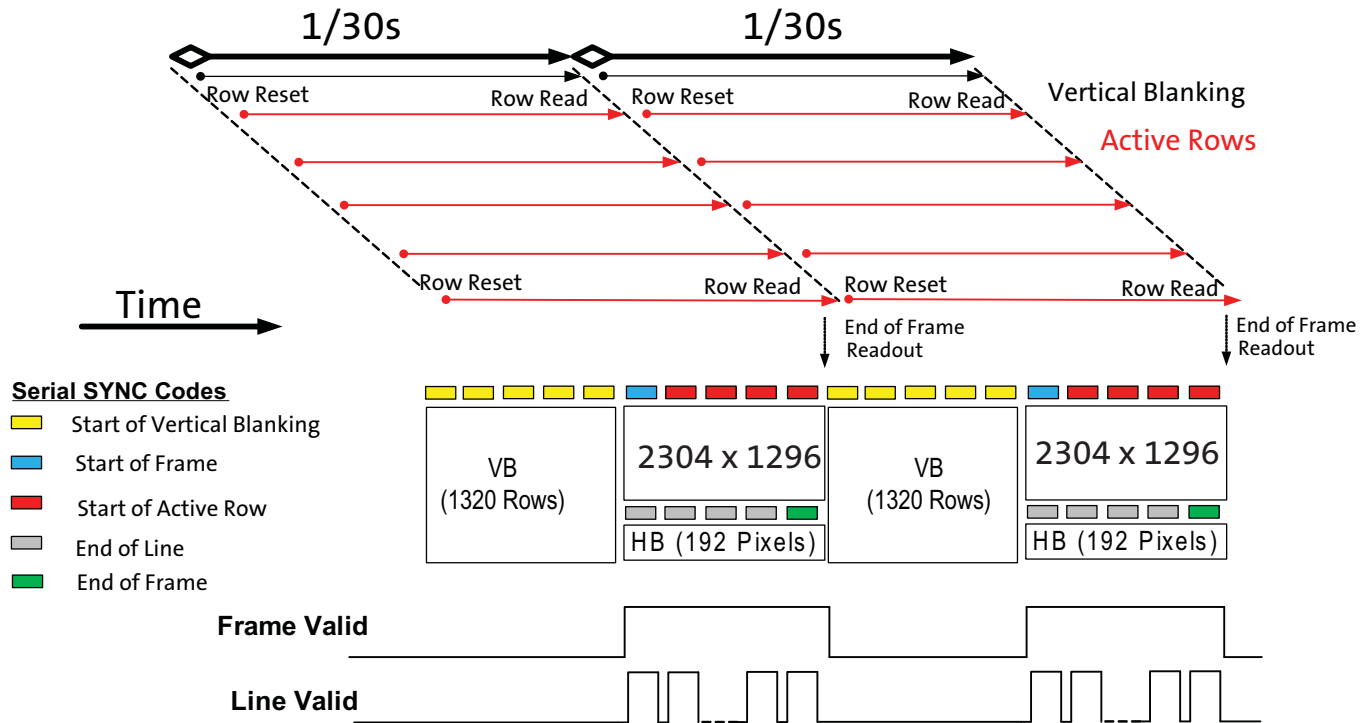 1/30s
1/30s
Row Reset
Row Read
Row Reset
Row Read
Vertical Blanking
Active Rows
Row Reset
Row Read
Row Reset
Row Read
Time
End of Frame
Readout
End of Frame
Readout
Serial SYNC Codes
Start of Vertical Blanking
Start of Frame
Start of Active Row
End of Line
End of Frame
VB
(1320 Rows)
2304 x 1296
HB (192 Pixels)
VB
(1320 Rows)
2304 x 1296
HB (192 Pixels)
Frame Valid
Line Valid